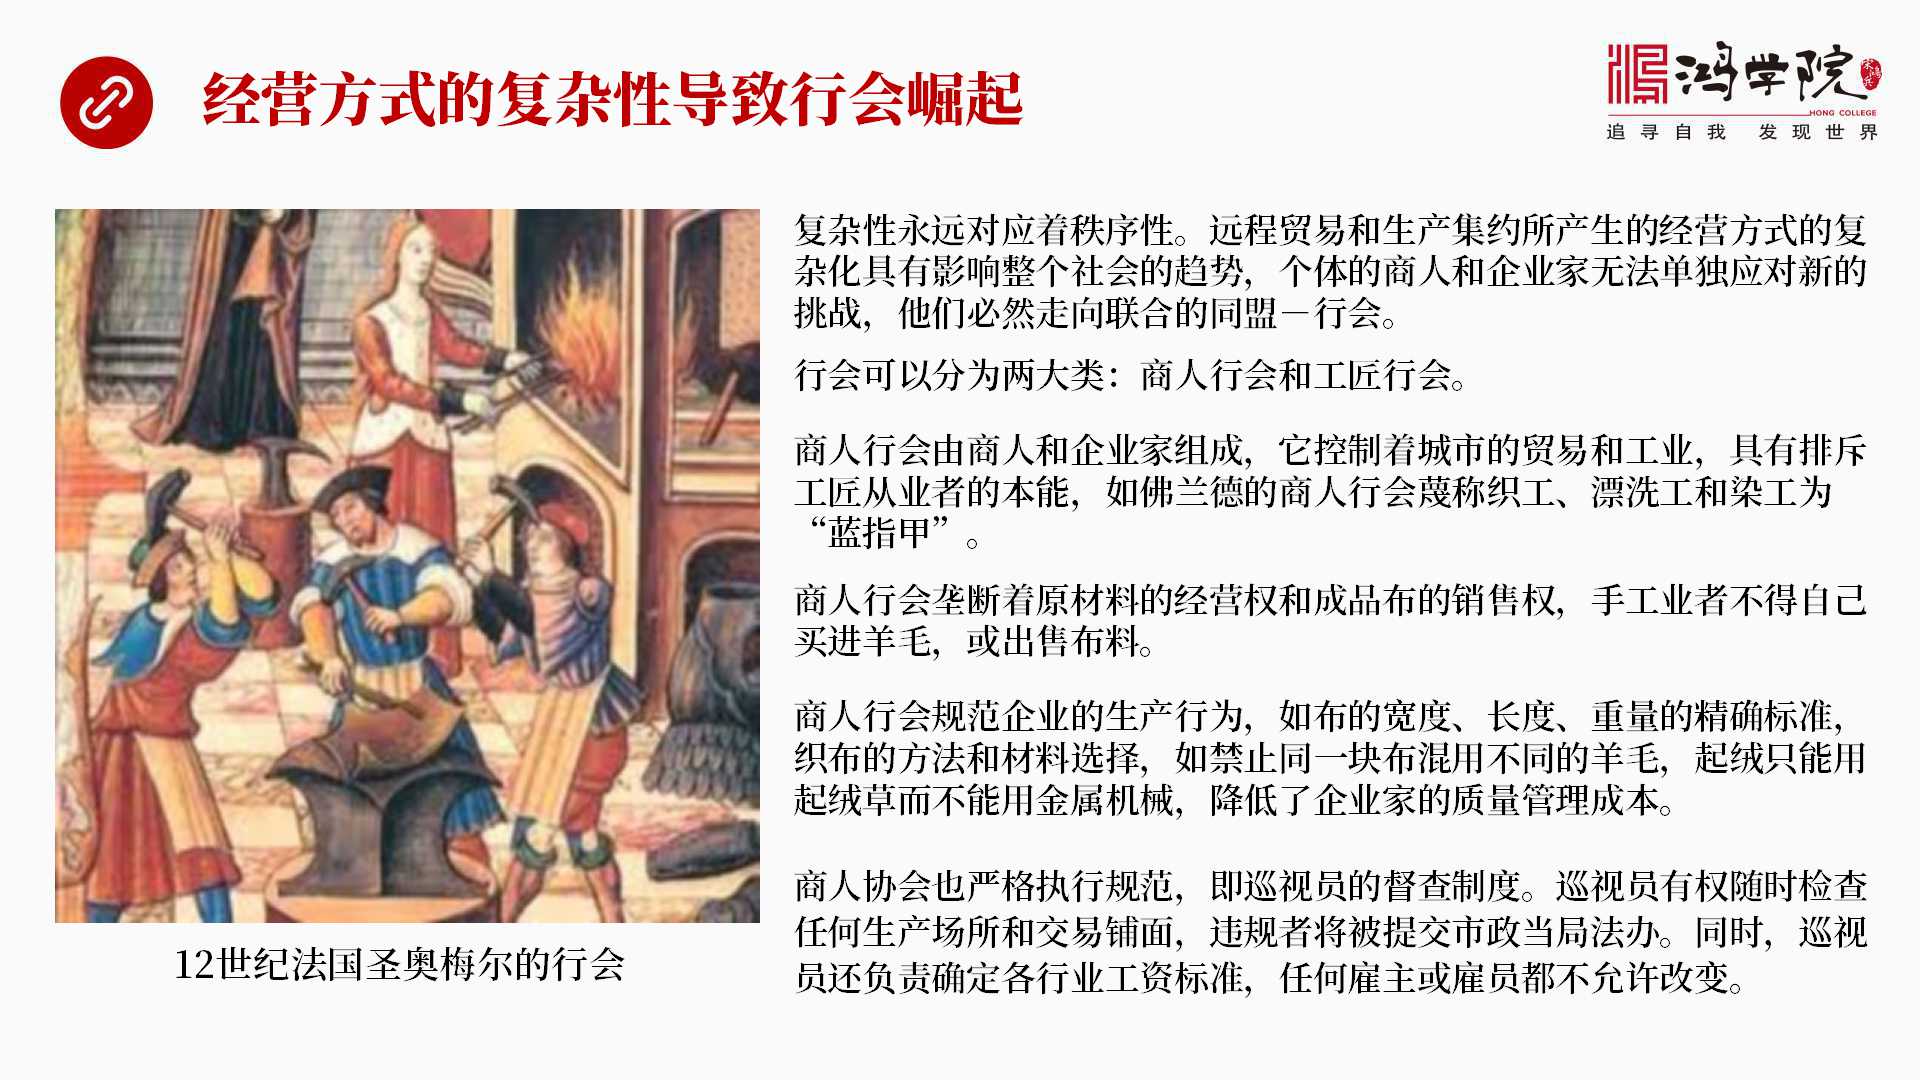 经营方式的复杂性导致行会崛起
鸿学院
宋鸿兵
HONG COLLEGE
追寻自我 发现世界
复杂性永远对应着秩序性。远程贸易和生产集约所产生的经营方式的复
杂化具有影响整个社会的趋势，个体的商人和企业家无法单独应对新的
挑战，他们必然走向联合的同盟－行会。
行会可以分为两大类：商人行会和工匠行会。
商人行会由商人和企业家组成，它控制着城市的贸易和工业，具有排斥
工匠从业者的本能，如佛兰德的商人行会蔑称织工、漂洗工和染工为
“蓝指甲”。
商人行会垄断着原材料的经营权和成品布的销售权，手工业者不得自己
买进羊毛，或出售布料。
商人行会规范企业的生产行为，如布的宽度、长度、重量的精确标准，
织布的方法和材料选择，如禁止同一块布混用不同的羊毛，起绒只能用
起绒草而不能用金属机械，降低了企业家的质量管理成本。
商人协会也严格执行规范，即巡视员的督查制度。巡视员有权随时检查
任何生产场所和交易铺面，违规者将被提交市政当局法办。同时，巡视
员还负责确定各行业工资标准，任何雇主或雇员都不允许改变。
12世纪法国圣奥梅尔的行会